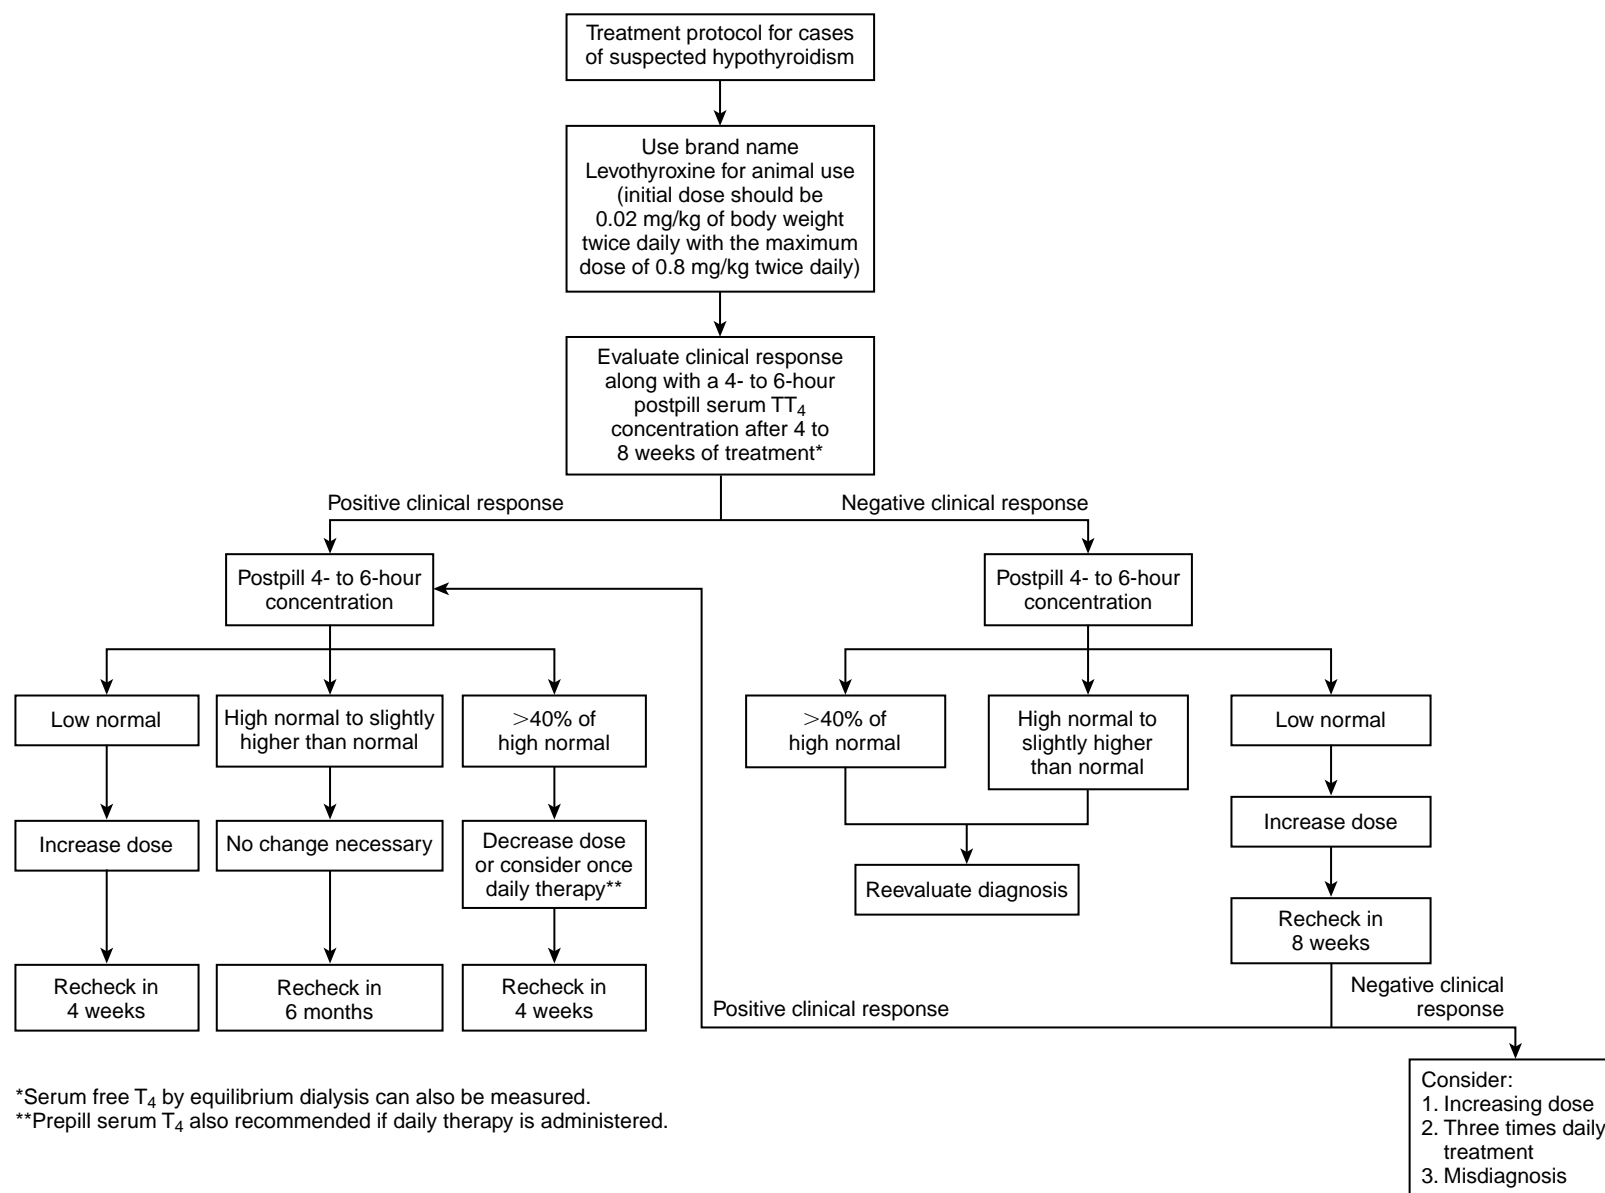 Treatment protocol for cases
of suspected hypothyroidism
Use brand name
Levothyroxine for animal use
(initial dose should be
0.02 mg/kg of body weight
twice daily with the maximum
dose of 0.8 mg/kg twice daily)
Evaluate clinical response
along with a 4- to 6-hour
postpill serum TT₄
concentration after 4 to
8 weeks of treatment*
Positive clinical response
Negative clinical response
Postpill 4- to 6-hour
concentration
Postpill 4- to 6-hour
concentration
Low normal
High normal to slightly
higher than normal
>40% of
high normal
>40% of
high normal
High normal to
slightly higher
than normal
Low normal
Increase dose
No change necessary
Decrease dose
or consider once
daily therapy**
Increase dose
Reevaluate diagnosis
Recheck in
8 weeks
Recheck in
4 weeks
Recheck in
6 months
Recheck in
4 weeks
Positive clinical response
Negative clinical
response
Consider:
1. Increasing dose
2. Three times daily
treatment
3. Misdiagnosis
*Serum free T₄ by equilibrium dialysis can also be measured.
**Prepill serum T₄ also recommended if daily therapy is administered.